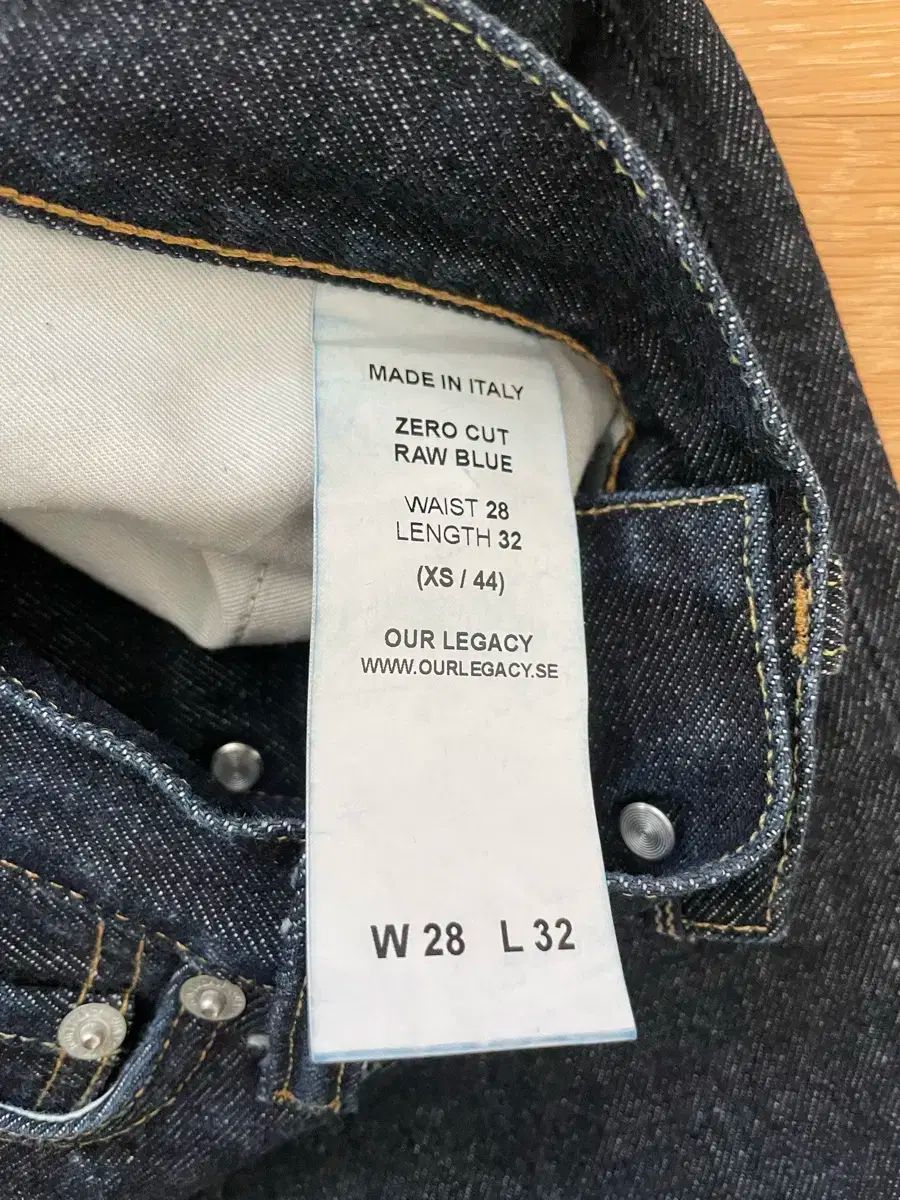 MADE IN ITALY
ZERO CUT
RAW BLUE
WAIST 28
LENGTH 32
(XS / 44)
OUR LEGACY
WWW.OURLEGACY.SE
W 28 L 32